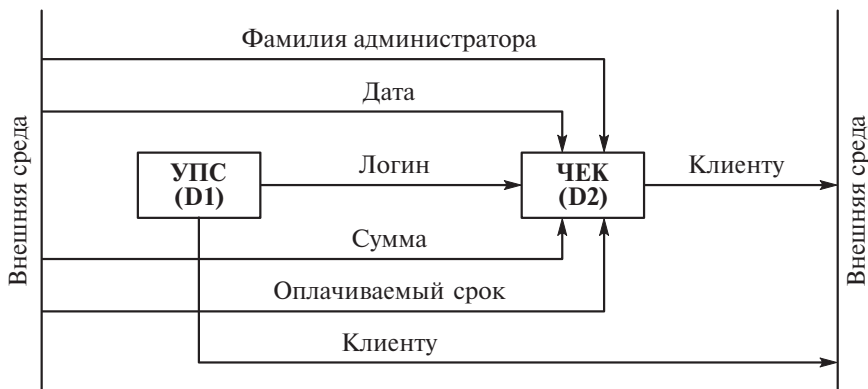 Фамилия администратора
Дата
Внешняя среда
УПС
(D1)
Логин
ЧЕК
(D2)
Клиенту
Внешняя среда
Сумма
Оплачиваемый срок
Клиенту